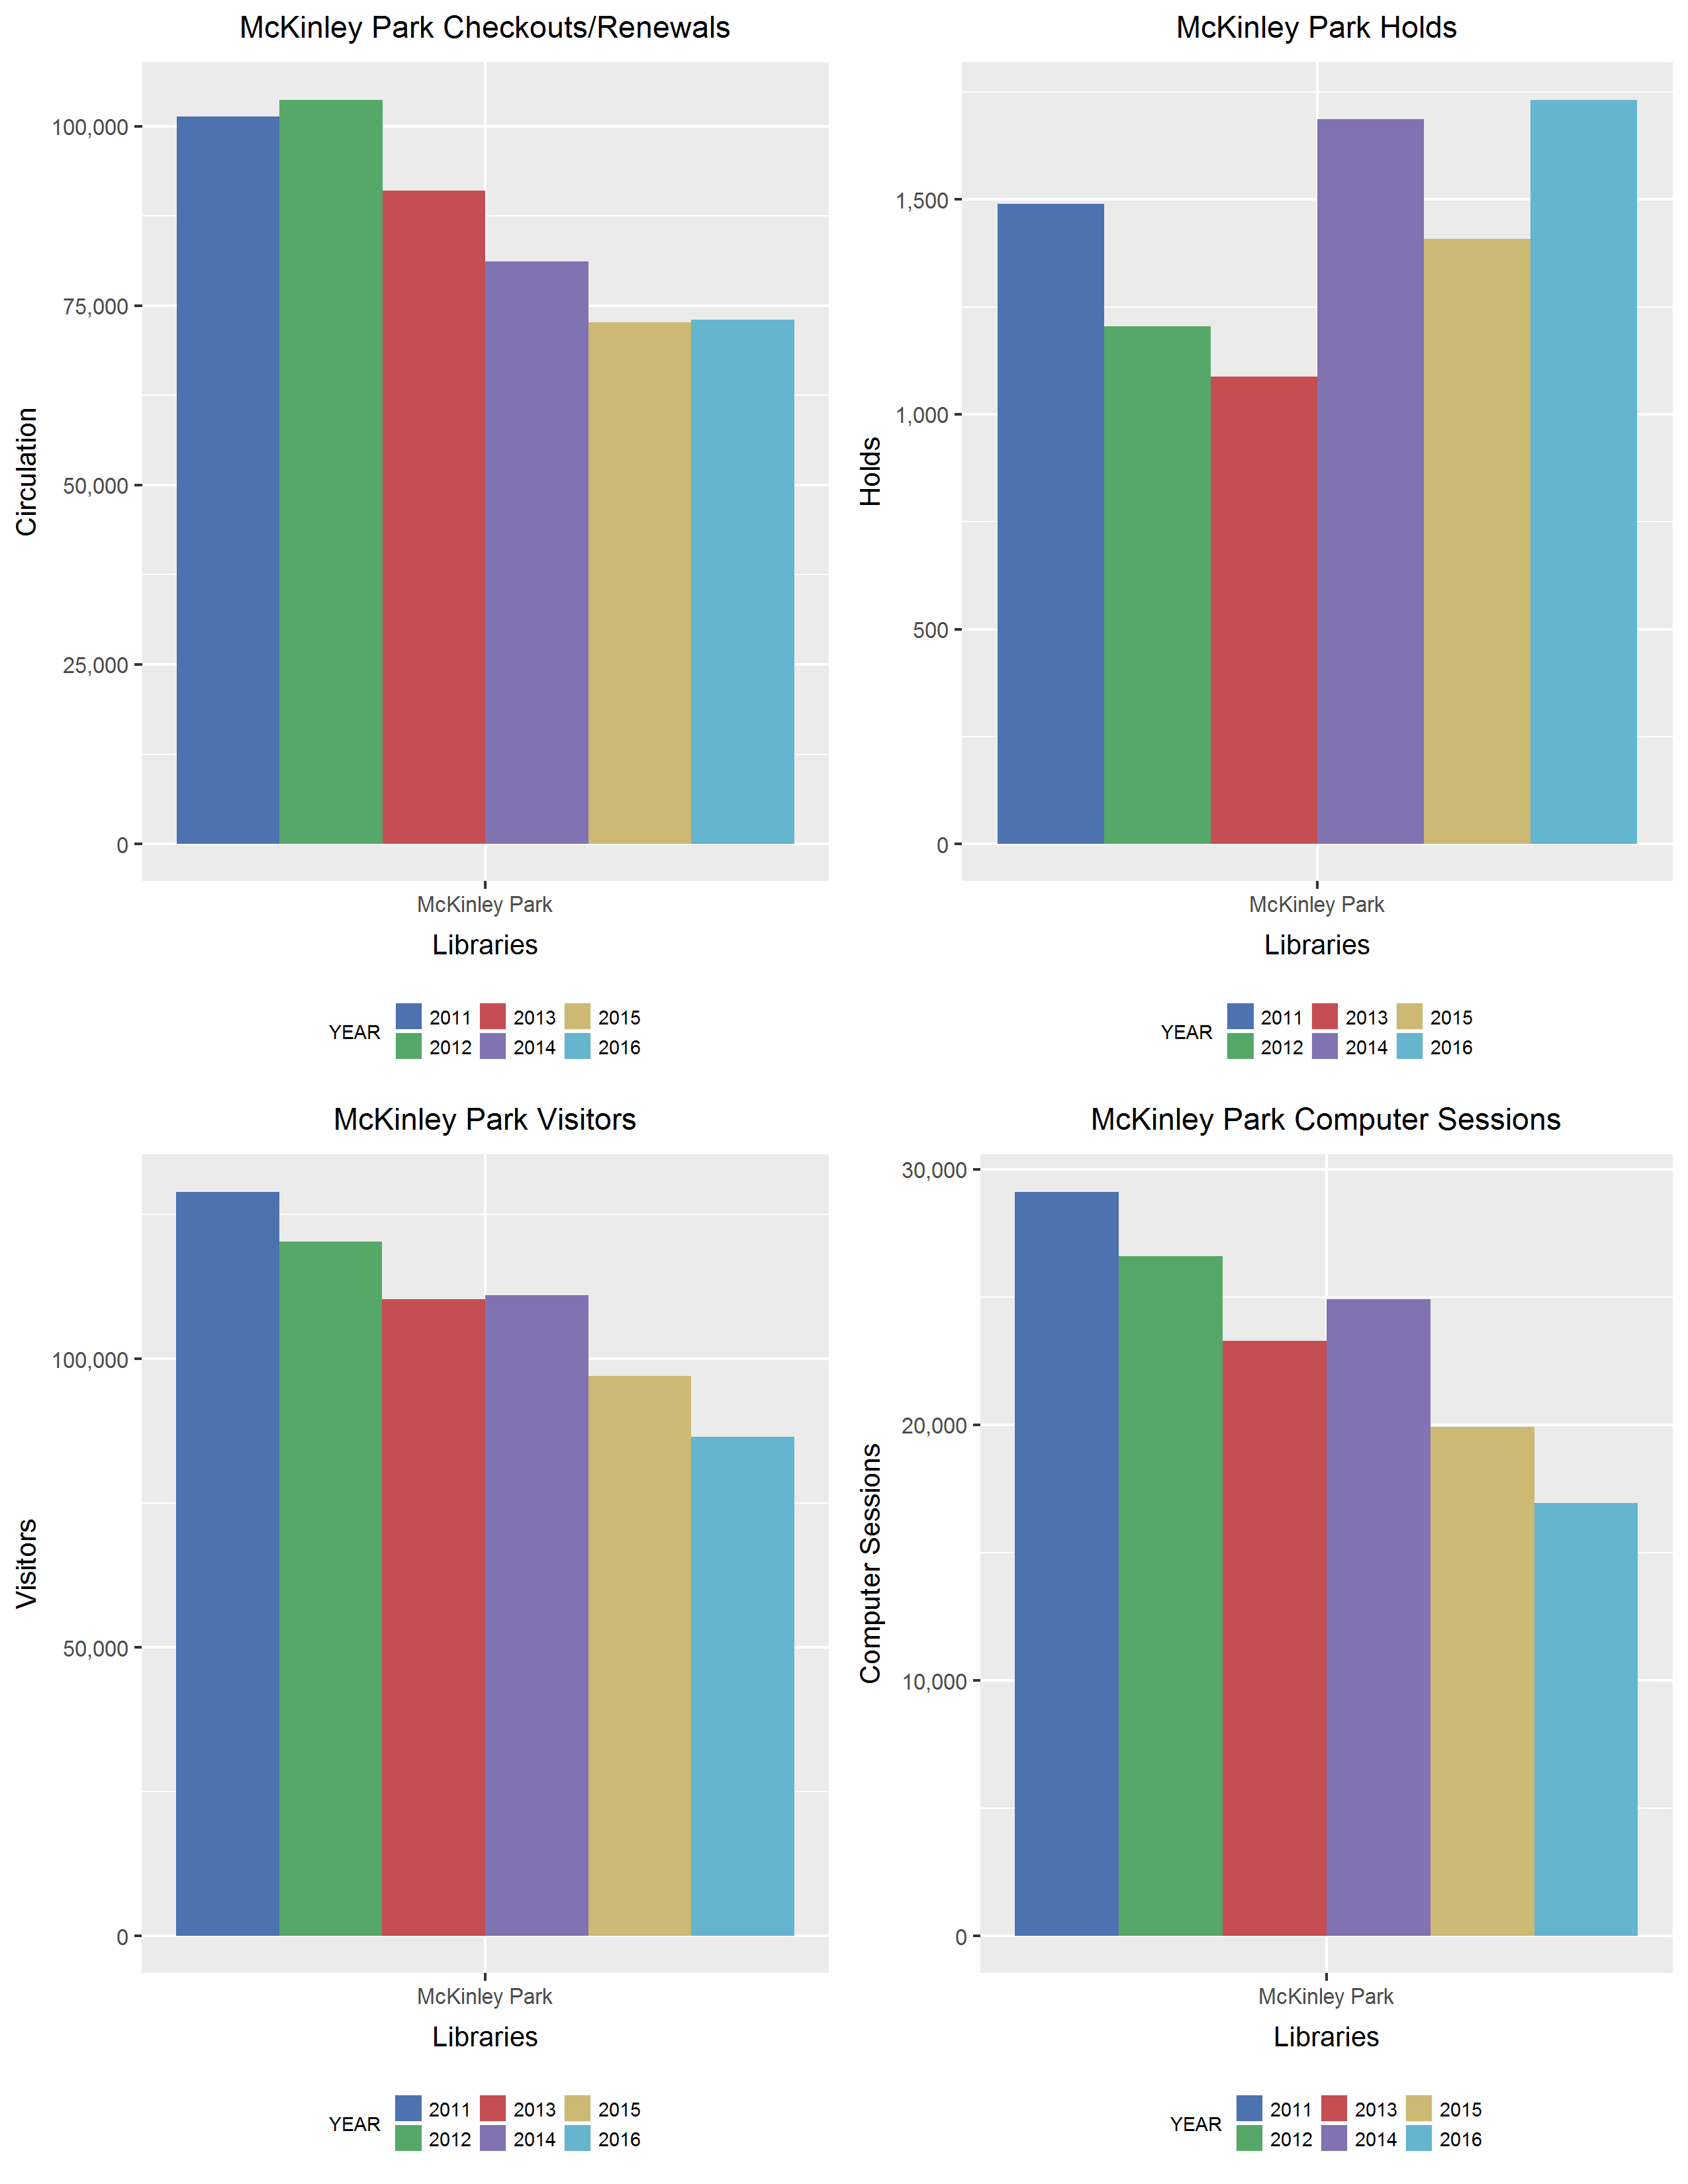 McKinley Park Checkouts/Renewals
Circulation
100,000
75,000
50,000
25,000
0
McKinley Park
Libraries
YEAR
2011 2013 2015
2012 2014 2016
McKinley Park Holds
Holds
1,500
1,000
500
0
McKinley Park
Libraries
YEAR
2011 2013 2015
2012 2014 2016
McKinley Park Visitors
Visitors
100,000
50,000
0
McKinley Park
Libraries
YEAR
2011 2013 2015
2012 2014 2016
McKinley Park Computer Sessions
Computer Sessions
30,000
20,000
10,000
0
McKinley Park
Libraries
YEAR
2011 2013 2015
2012 2014 2016